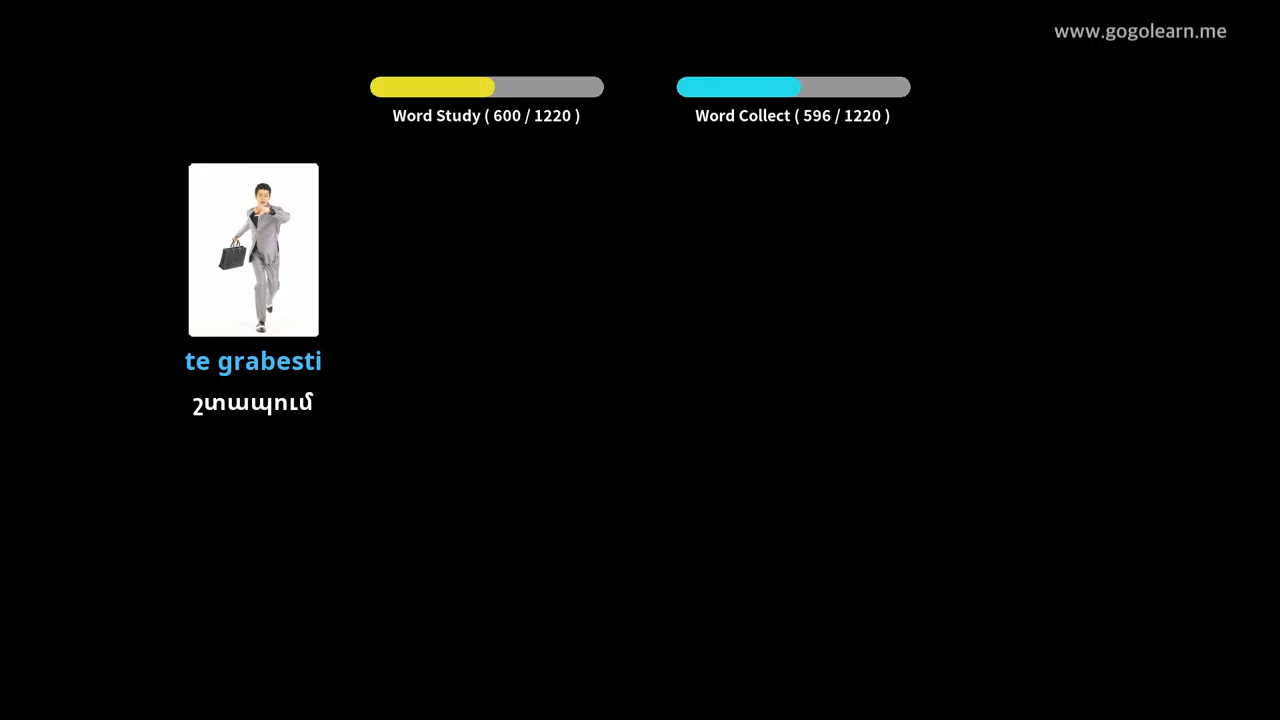 www.gogolearn.me
Word Study ( 600 / 1220 )
Word Collect ( 596 / 1220 )
te grabesti
շտապում